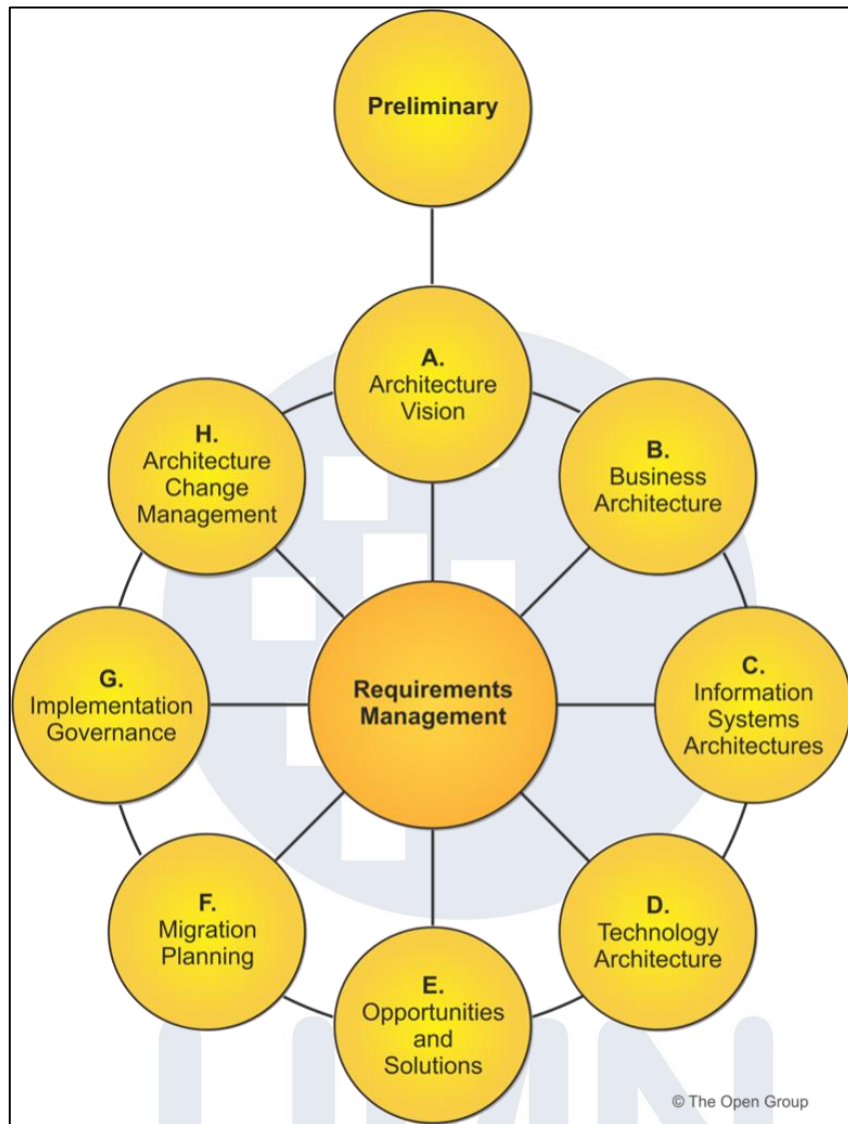 Preliminary
A.
Architecture
Vision
B.
Business
Architecture
C.
Information
Systems
Architectures
D.
Technology
Architecture
E.
Opportunities
and
Solutions
F.
Migration
Planning
G.
Implementation
Governance
H.
Architecture
Change
Management
Requirements
Management
© The Open Group